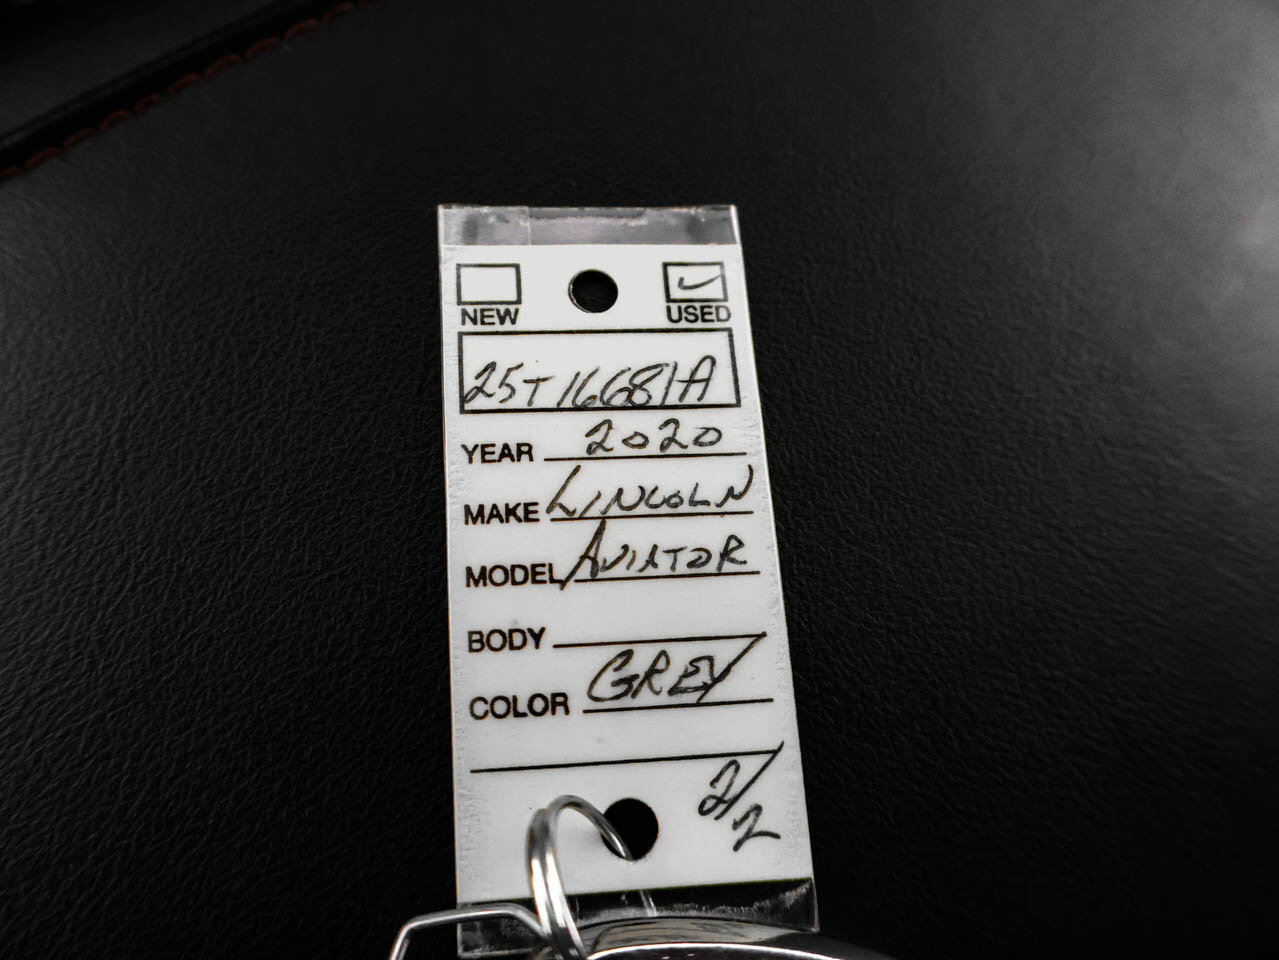 NEW USED
25T16681A
YEAR 2020
MAKE LINCOLN
MODEL AVIATOR
BODY
COLOR GREY
2/2